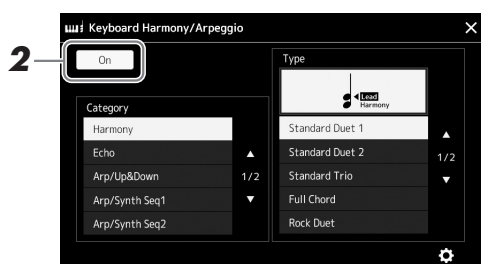 Keyboard Harmony/Arpeggio
2
On
Category
Harmony
Echo
Arp/Up&Down
Arp/Synth Seq1
Arp/Synth Seq2
1/2
Type
Lead
Harmony
Standard Duet 1
Standard Duet 2
Standard Trio
Full Chord
Rock Duet
1/2